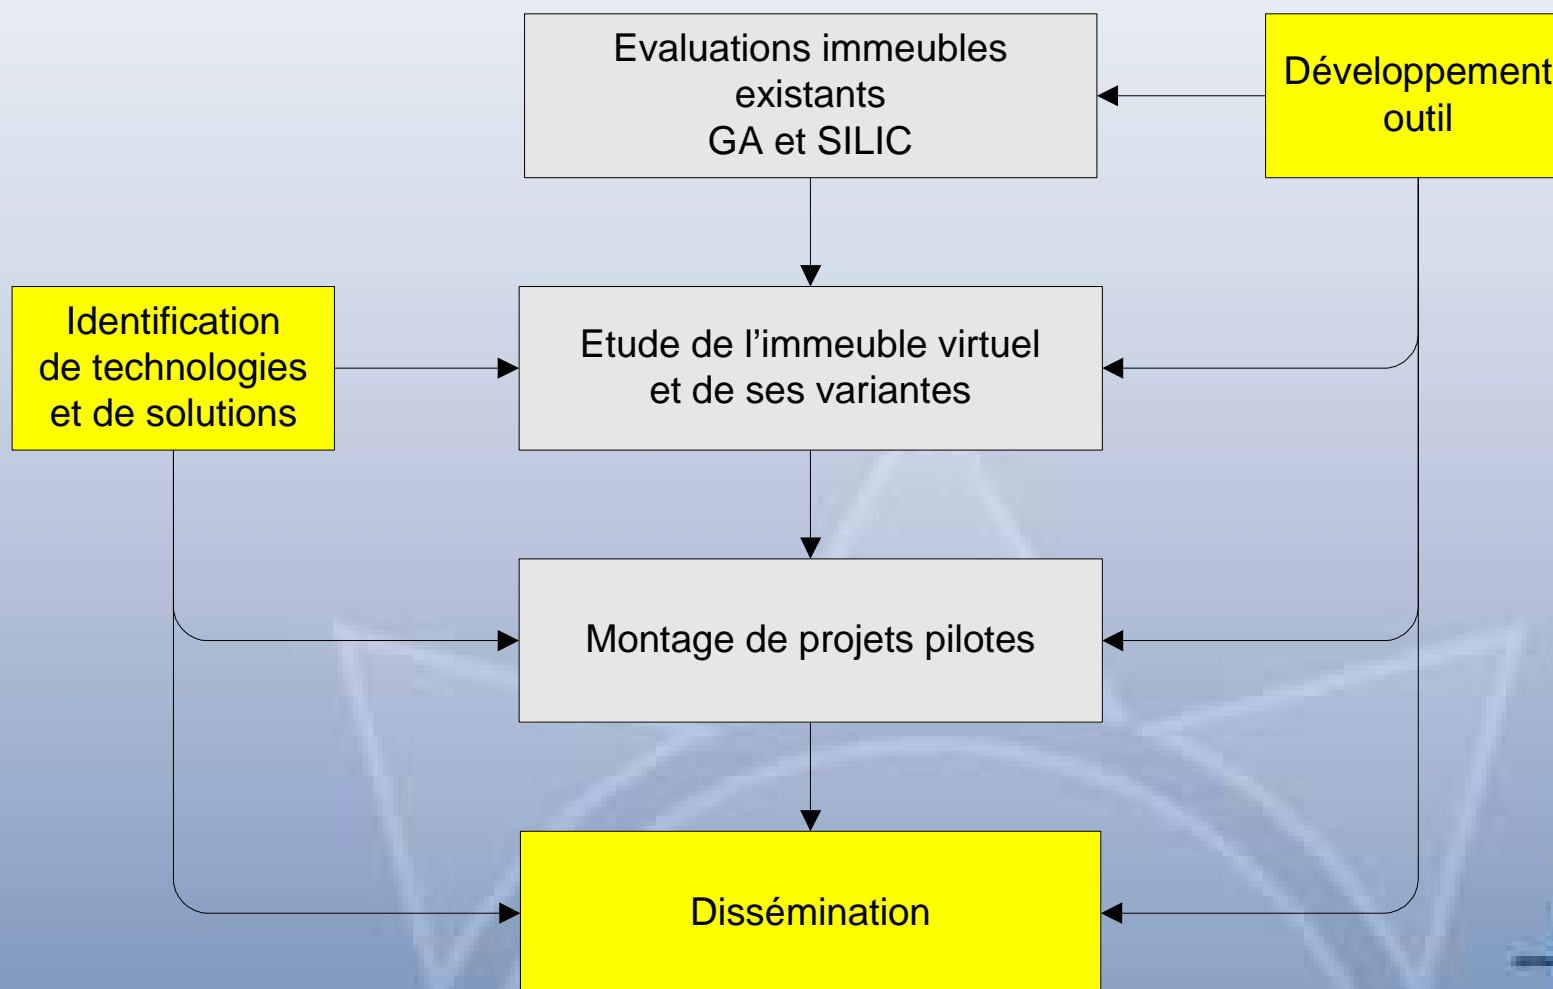 Evaluations immeubles
existants
GA et SILIC
Développement
outil
Identification
de technologies
et de solutions
Etude de l’immeuble virtuel
et de ses variantes
Montage de projets pilotes
Dissémination